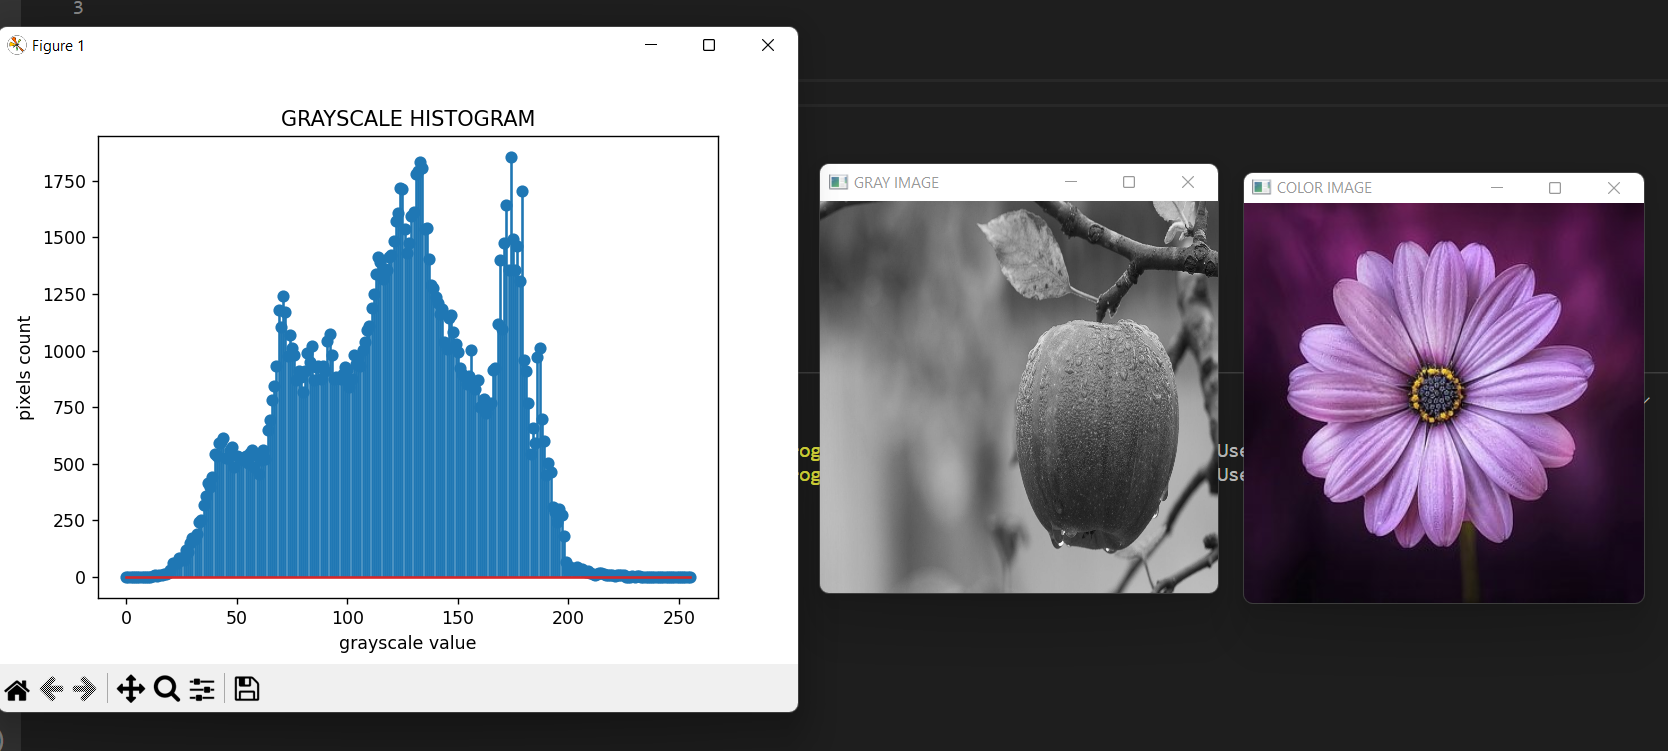 3
Figure 1
GRAYSCALE HISTOGRAM
1750
1500
1250
1000
750
500
250
0
pixels count
0 50 100 150 200 250
grayscale value
GRAY IMAGE
COLOR IMAGE
og
og
Use
Use